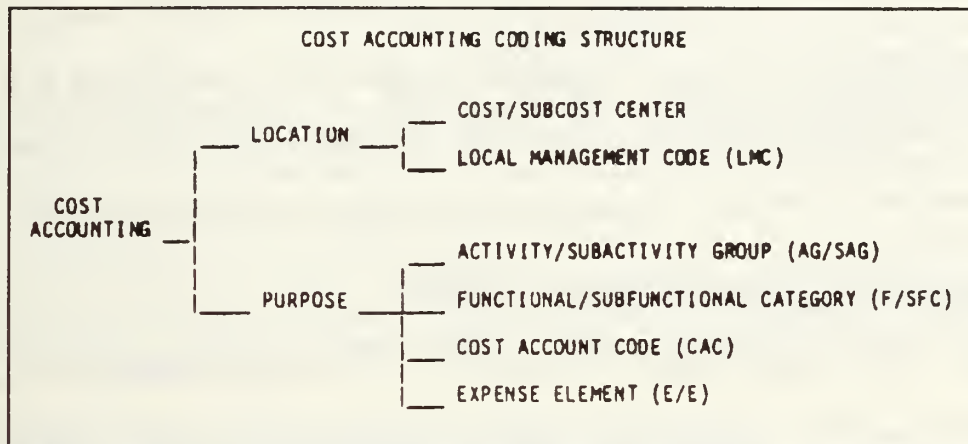 COST ACCOUNTING CODING STRUCTURE
COST/SUBCOST CENTER
LOCATION
LOCAL MANAGEMENT CODE (LMC)
COST
ACCOUNTING
ACTIVITY/SUBACTIVITY GROUP (AG/SAG)
FUNCTIONAL/SUBFUNCTIONAL CATEGORY (F/SFC)
PURPOSE
COST ACCOUNT CODE (CAC)
EXPENSE ELEMENT (E/E)